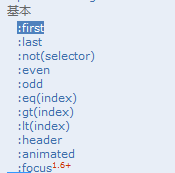 基本
:first
:last
:not(selector)
:even
:odd
:eq(index)
:gt(index)
:lt(index)
:header
:animated
:focus1.6+